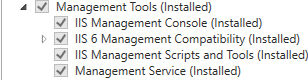 Management Tools (Installed)
IIS Management Console (Installed)
IIS 6 Management Compatibility (Installed)
IIS Management Scripts and Tools (Installed)
Management Service (Installed)